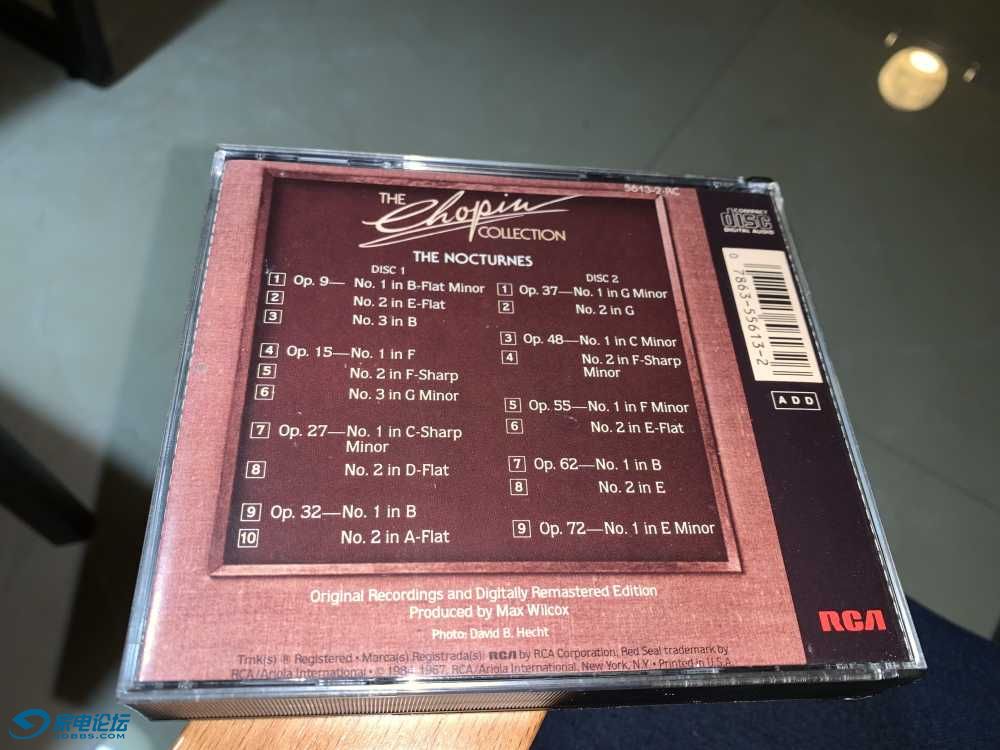 5613-2-RC
THE Chopin COLLECTION
THE NOCTURNES
DISC 1
1 Op. 9— No. 1 in B-Flat Minor
2 No. 2 in E-Flat
3 No. 3 in B
4 Op. 15—No. 1 in F
5 No. 2 in F-Sharp
6 No. 3 in G Minor
7 Op. 27—No. 1 in C-Sharp
Minor
8 No. 2 in D-Flat
9 Op. 32—No. 1 in B
10 No. 2 in A-Flat
DISC 2
1 Op. 37—No. 1 in G Minor
2 No. 2 in G
3 Op. 48—No. 1 in C Minor
4 No. 2 in F-Sharp
Minor
5 Op. 55—No. 1 in F Minor
6 No. 2 in E-Flat
7 Op. 62—No. 1 in B
8 No. 2 in E
9 Op. 72—No. 1 in E Minor
Original Recordings and Digitally Remastered Edition
Produced by Max Wilcox
Photo: David B. Hecht
Tmk(s) ® Registered • Marca(s) Registrada(s) RCA by RCA Corporation, Red Seal trademark by
RCA/Ariola International • © 1967, RCA/Ariola International, New York, N.Y. • Printed in U.S.A.
COMPACT
disc
DIGITAL AUDIO
0 7863-55613-2
ADD
RCA
家电论坛
JDBBS.COM